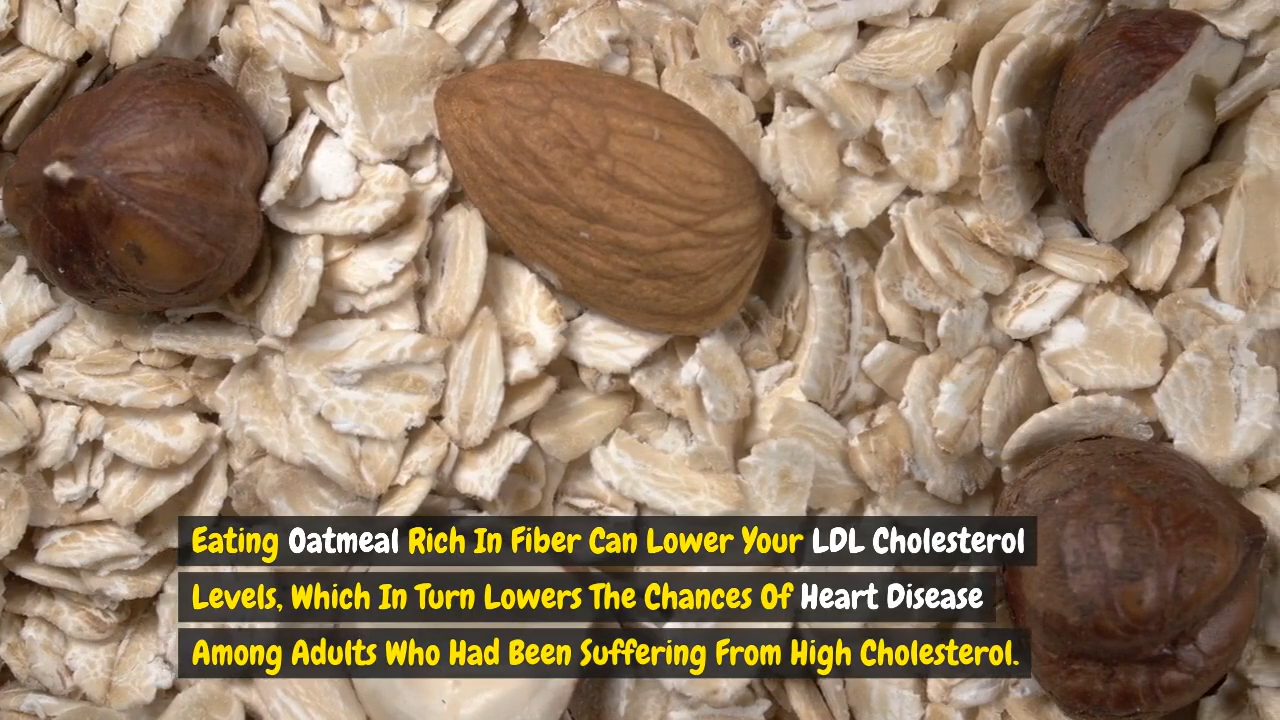 Eating Oatmeal Rich In Fiber Can Lower Your LDL Cholesterol
Levels, Which In Turn Lowers The Chances Of Heart Disease
Among Adults Who Had Been Suffering From High Cholesterol.